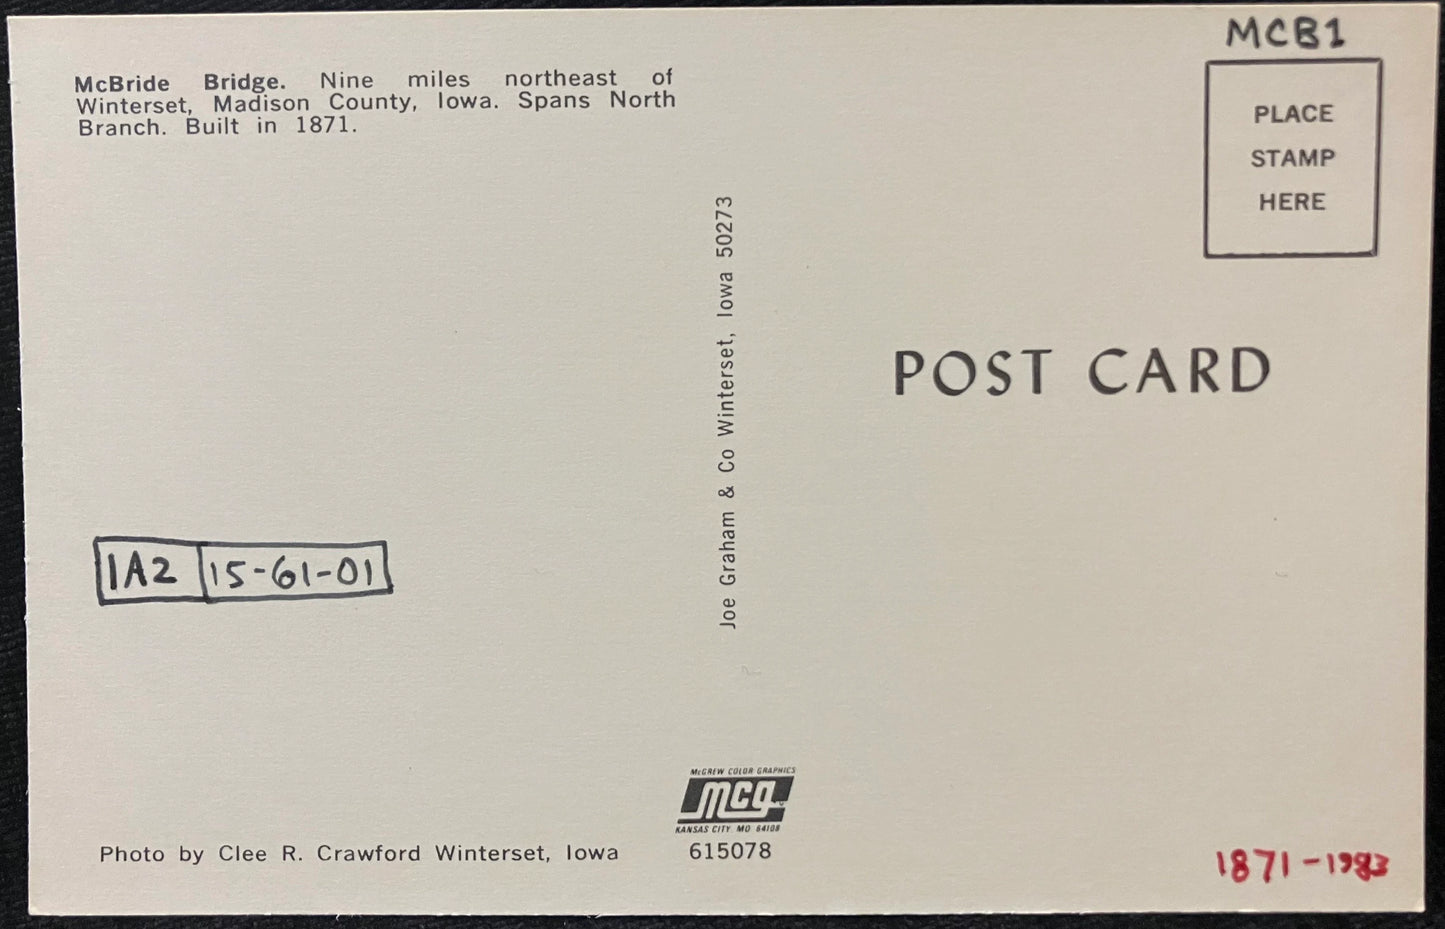 MCB1
McBride Bridge. Nine miles northeast of
Winterset, Madison County, Iowa. Spans North
Branch. Built in 1871.
PLACE
STAMP
HERE
Joe Graham & Co Winterset, Iowa 50273
POST CARD
IA2 15-61-01
McGREW COLOR GRAPHICS
mcg
KANSAS CITY MO 64108
615078
Photo by Clee R. Crawford Winterset, Iowa
1871-1983